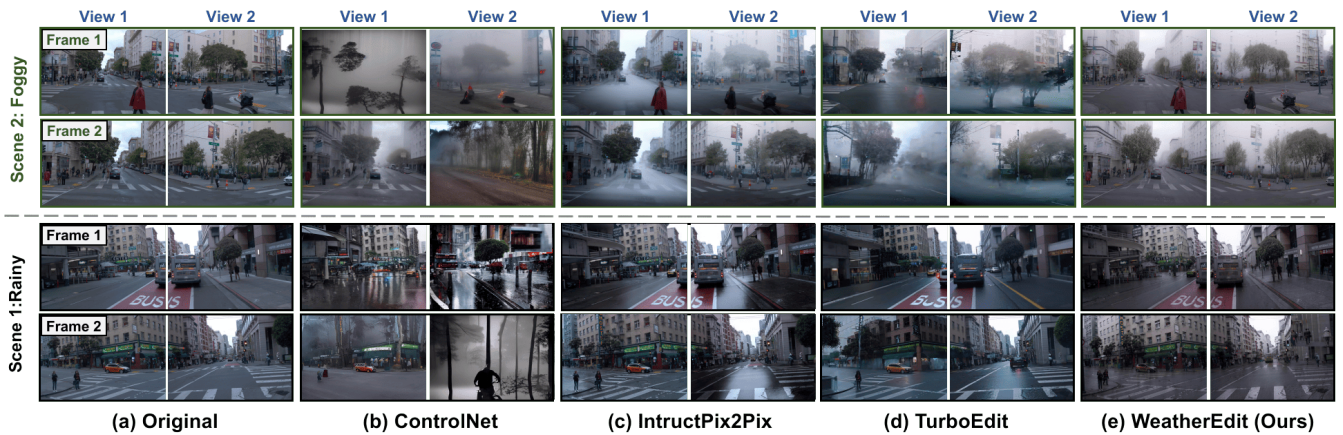 View 1 View 2 View 1 View 2 View 1 View 2 View 1 View 2 View 1 View 2
Scene 2: Foggy
Frame 1
Frame 2
Scene 1:Rainy
Frame 1
BUS
BUS
BUS
BUS
Frame 2
(a) Original (b) ControlNet (c) IntructPix2Pix (d) TurboEdit (e) WeatherEdit (Ours)